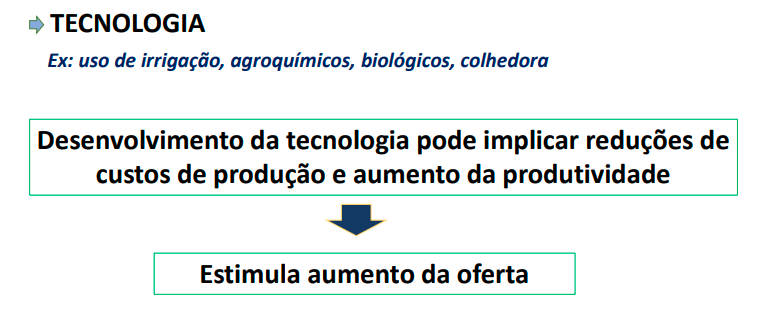 TECNOLOGIA
Ex: uso de irrigação, agroquímicos, biológicos, colhedora
Desenvolvimento da tecnologia pode implicar reduções de
custos de produção e aumento da produtividade
Estimula aumento da oferta